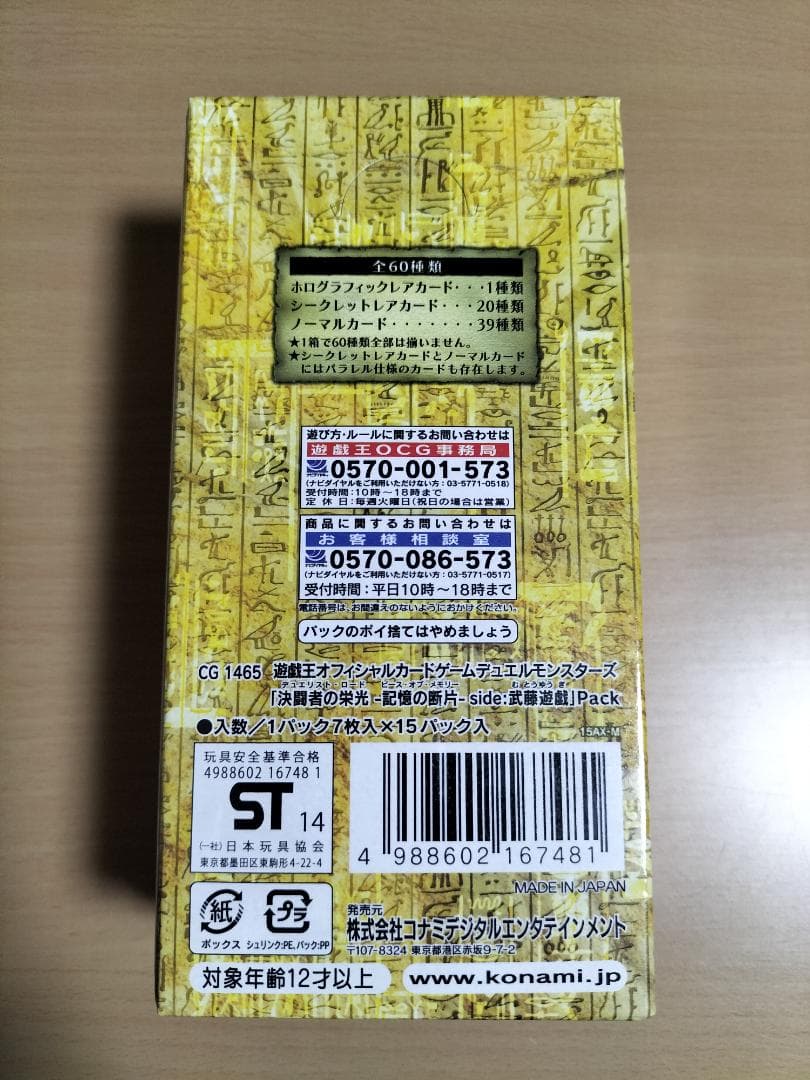 全60種類
ホログラフィックレアカード・・・1種類
シークレットレアカード・・・20種類
ノーマルカード・・・・・・・39種類
★1箱で60種類全部は揃いません。
★シークレットレアカードとノーマルカード
にはパラレル仕様のカードも存在します。
遊び方・ルールに関するお問い合わせは
遊戯王OCG事務局
0570-001-573
(ナビダイヤルをご利用いただけない方:03-5771-0518)
受付時間:10時〜18時まで
定休日:毎週火曜日(祝日の場合は営業)
商品に関するお問い合わせは
お客様相談室
0570-086-573
(ナビダイヤルをご利用いただけない方:03-5771-0517)
受付時間:平日10時〜18時まで
電話番号は、お間違えのないようにおかけください。
パックのポイ捨てはやめましょう
CG 1465 遊戯王オフィシャルカードゲームデュエルモンスターズ
デュエリスト・ロード ピース・オブ・メモリー むとうゆうぎ
「決闘者の栄光-記憶の断片-side:武藤遊戯」Pack
●入数/1パック7枚入×15パック入
15AX-M
玩具安全基準合格
4988602 16748 1
ST 14
(一社)日本玩具協会
東京都墨田区東駒形4-22-4
4 988602 167481
MADE IN JAPAN
紙
ボックス
プラ
シュリンク:PE,パック:PP
発売元
株式会社コナミデジタルエンタテインメント
〒107-8324 東京都港区赤坂9-7-2
対象年齢12才以上
www.konami.jp